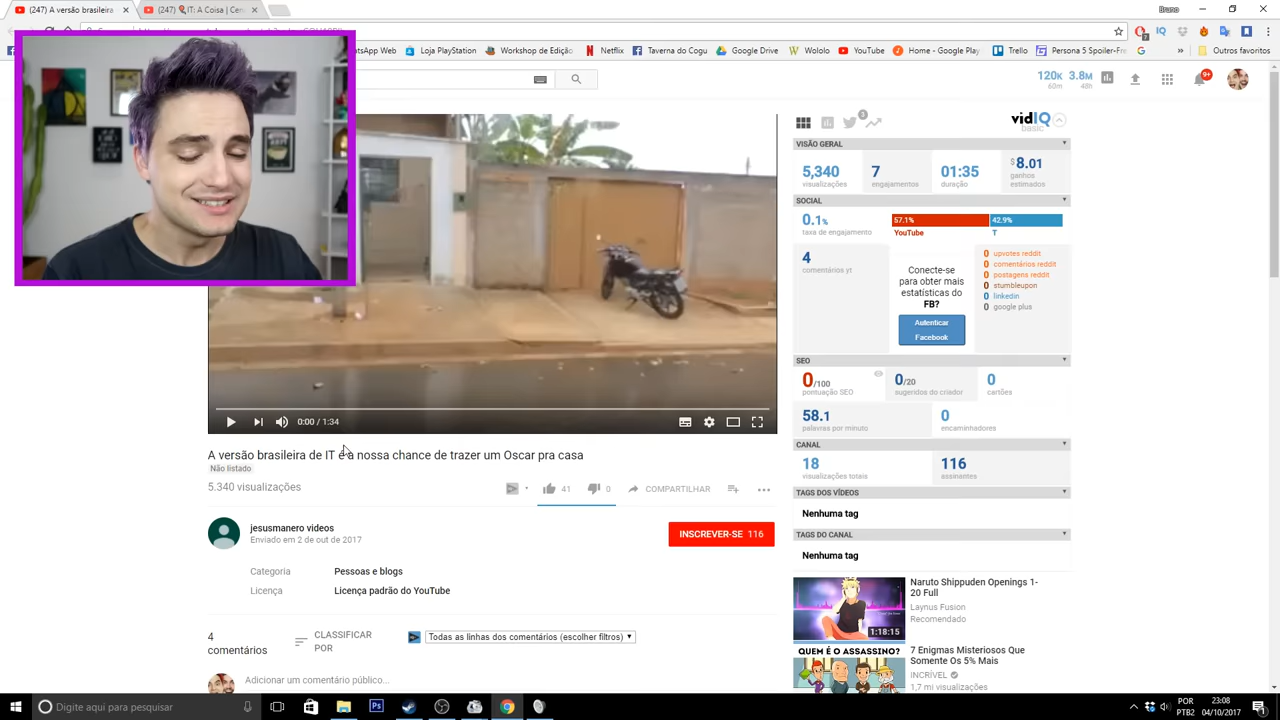 (247) A versão brasileira
(247) IT: A Coisa | Cen
Bruno
atsApp Web
Loja PlayStation
Workshop de Edição
Netflix
Taverna do Cogu
Google Drive
Wololo
YouTube
Home - Google Play
Trello
Persona 5 Spoiler-Fre
»
Outros favoritos
120K
60m
3.8M
48h
9+
vidIQ
basic
VISÃO GERAL
5,340
visualizações
7
engajamentos
01:35
duração
$8.01
ganhos
estimados
SOCIAL
0.1%
taxa de engajamento
57.1%
42.9%
YouTube
T
4
comentários yt
Conecte-se
para obter mais
estatísticas do
FB?
Autenticar
Facebook
0 upvotes reddit
0 comentários reddit
0 postagens reddit
0 stumbleupon
0 linkedin
0 google plus
SEO
0/100
pontuação SEO
0/20
sugeridos do criador
0
cartões
58.1
palavras por minuto
0
encaminhadores
CANAL
18
visualizações totais
116
assinantes
TAGS DOS VÍDEOS
Nenhuma tag
TAGS DO CANAL
Nenhuma tag
0:00 / 1:34
A versão brasileira de IT é a nossa chance de trazer um Oscar pra casa
Não listado
5.340 visualizações
41
0
COMPARTILHAR
jesusmanero videos
Enviado em 2 de out de 2017
INSCREVER-SE 116
Categoria Pessoas e blogs
Licença Licença padrão do YouTube
4
comentários
CLASSIFICAR
POR
Todas as linhas dos comentários (escolher filtros)
Adicionar um comentário público...
Naruto Shippuden Openings 1-
20 Full
Laynus Fusion
Recomendado
1:18:15
QUEM É O ASSASSINO?
7 Enigmas Misteriosos Que
Somente Os 5% Mais
INCRÍVEL
1,7 mi visualizações
Digite aqui para pesquisar
POR
PTB2
23:08
04/10/2017